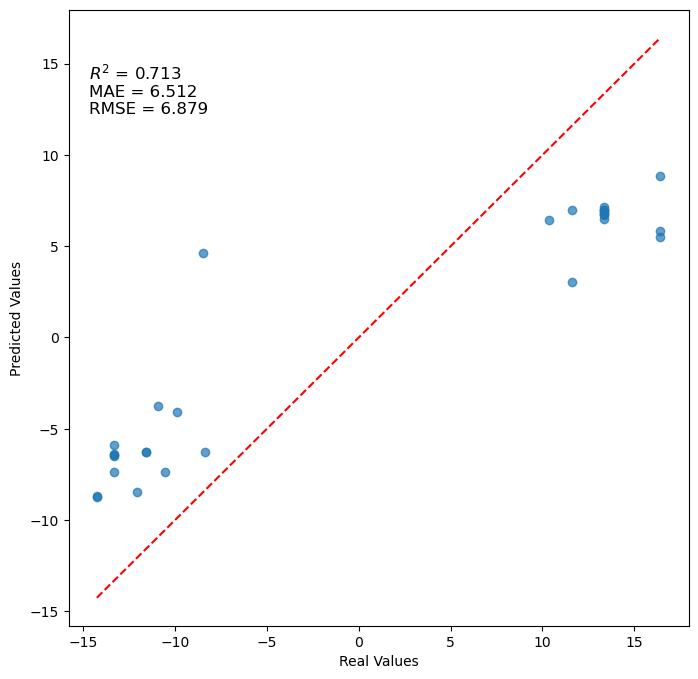 R² = 0.713
MAE = 6.512
RMSE = 6.879
15
10
5
0
−5
−10
−15
Predicted Values
−15 −10 −5 0 5 10 15
Real Values